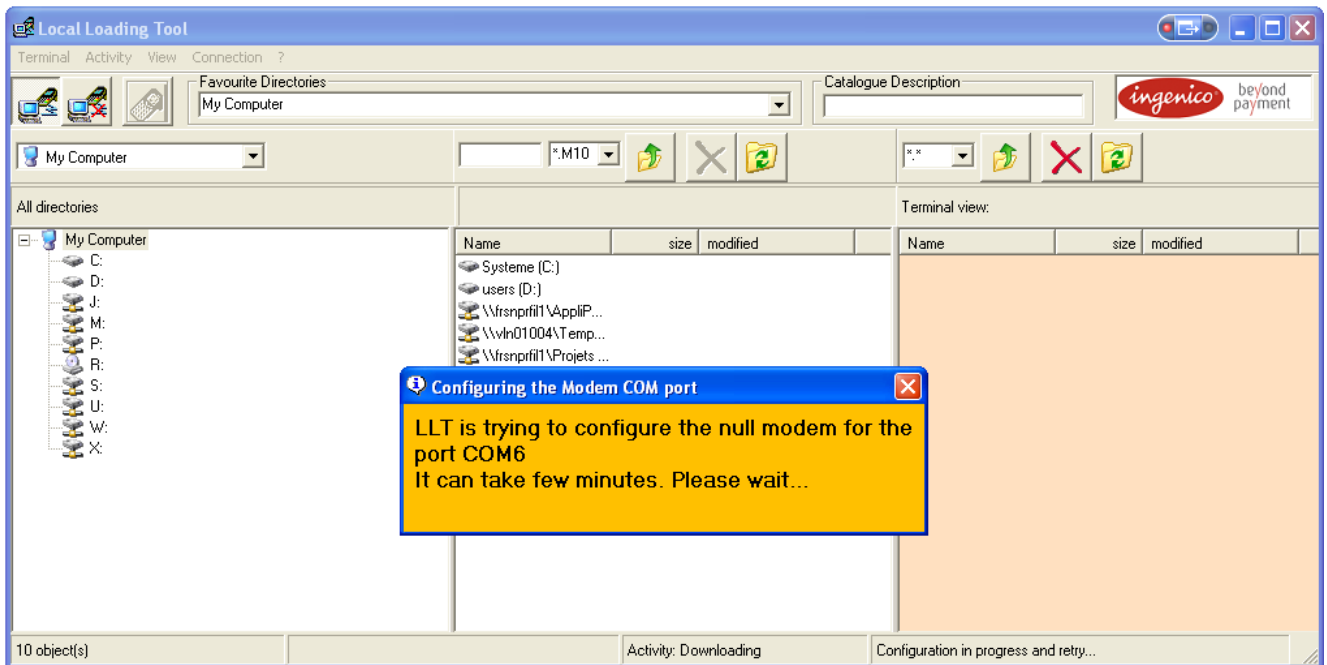 Local Loading Tool
Terminal Activity View Connection ?
Favourite Directories
My Computer
Catalogue Description
ingenico beyond payment
My Computer
*.M10
*.*
All directories
Terminal view:
My Computer
C:
D:
J:
M:
P:
R:
S:
U:
W:
X:
Name size modified
Systeme (C:)
users (D:)
\\frsnprfil1\AppliP...
\\vln01004\Temp...
\\frsnprfil1\Projets ...
Name size modified
Configuring the Modem COM port
LLT is trying to configure the null modem for the
port COM6
It can take few minutes. Please wait...
10 object(s)
Activity: Downloading
Configuration in progress and retry...